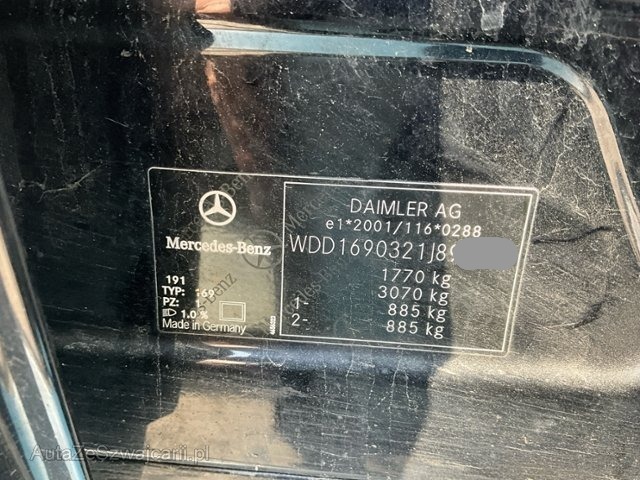 Mercedes-Benz
191
TYP: 169
PZ:
1.0 %
Made in Germany
DAIMLER AG
e1*2001/116*0288
WDD1690321J8
1770 kg
3070 kg
1- 885 kg
2- 885 kg
AutaZeSzwajcarii.pl